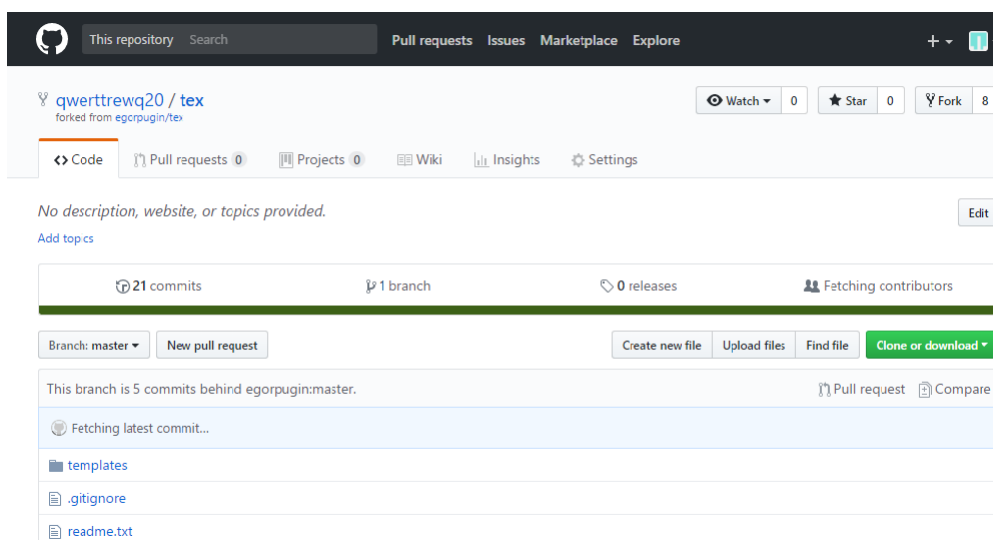 This repository Search Pull requests Issues Marketplace Explore
qwerttrewq20 / tex
Watch 0 Star 0 Fork 8
forked from egorpugin/tex
Code Pull requests 0 Projects 0 Wiki Insights Settings
No description, website, or topics provided.
Edit
Add topics
21 commits 1 branch 0 releases Fetching contributors
Branch: master New pull request Create new file Upload files Find file Clone or download
This branch is 5 commits behind egorpugin:master. Pull request Compare
Fetching latest commit...
templates
.gitignore
readme.txt